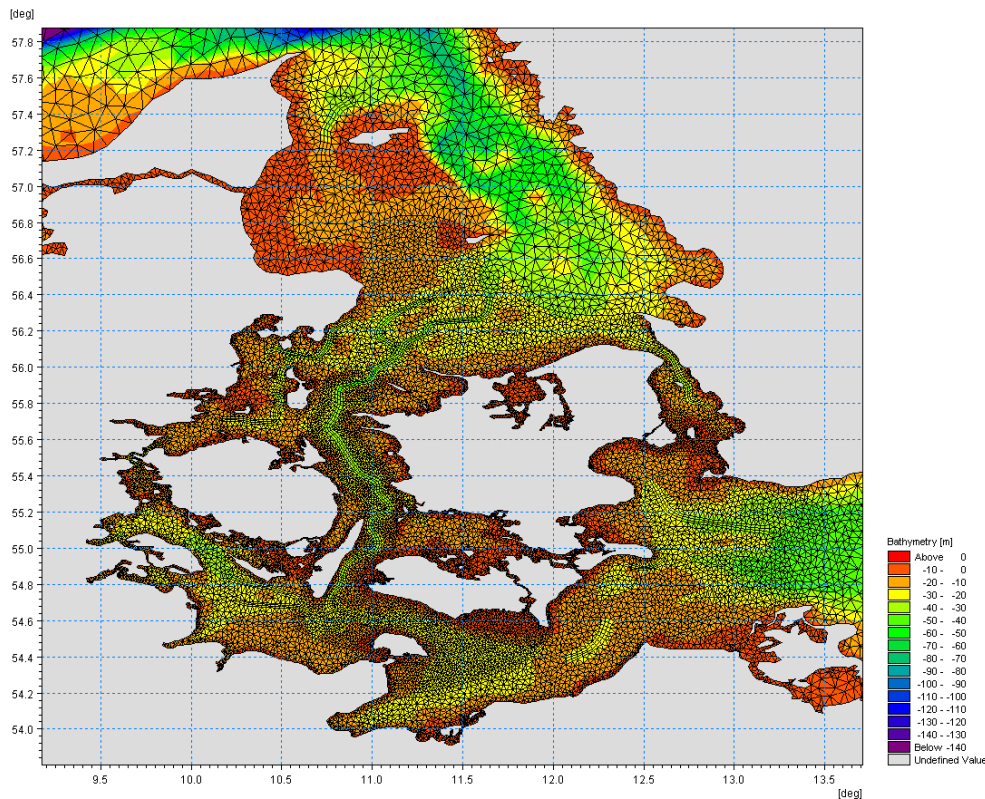 [deg]
57.8
57.6
57.4
57.2
57.0
56.8
56.6
56.4
56.2
56.0
55.8
55.6
55.4
55.2
55.0
54.8
54.6
54.4
54.2
54.0
9.5 10.0 10.5 11.0 11.5 12.0 12.5 13.0 13.5
[deg]
Bathymetry [m]
Above 0
-10 - 0
-20 - -10
-30 - -20
-40 - -30
-50 - -40
-60 - -50
-70 - -60
-80 - -70
-90 - -80
-100 - -90
-110 - -100
-120 - -110
-130 - -120
-140 - -130
Below -140
Undefined Value